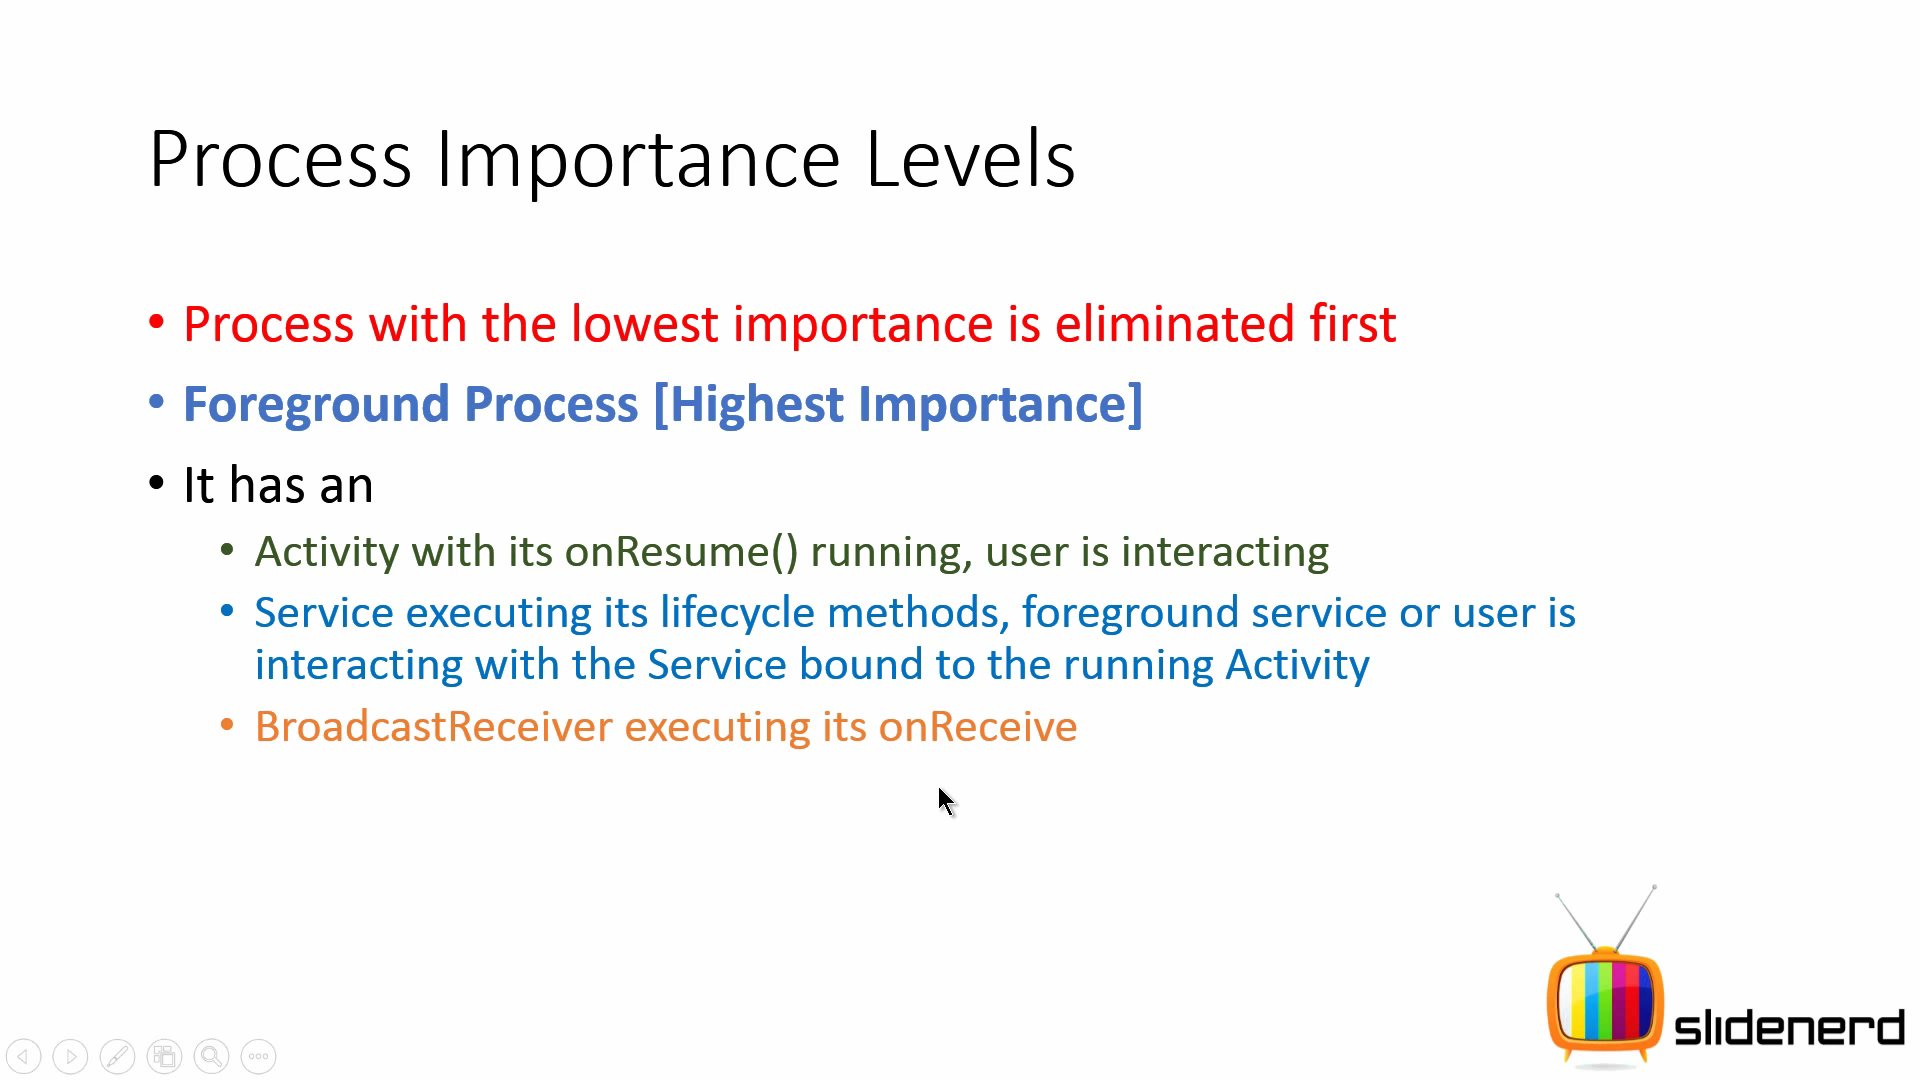 Process Importance Levels
• Process with the lowest importance is eliminated first
• Foreground Process [Highest Importance]
• It has an
• Activity with its onResume() running, user is interacting
• Service executing its lifecycle methods, foreground service or user is
interacting with the Service bound to the running Activity
• BroadcastReceiver executing its onReceive
slidenerd